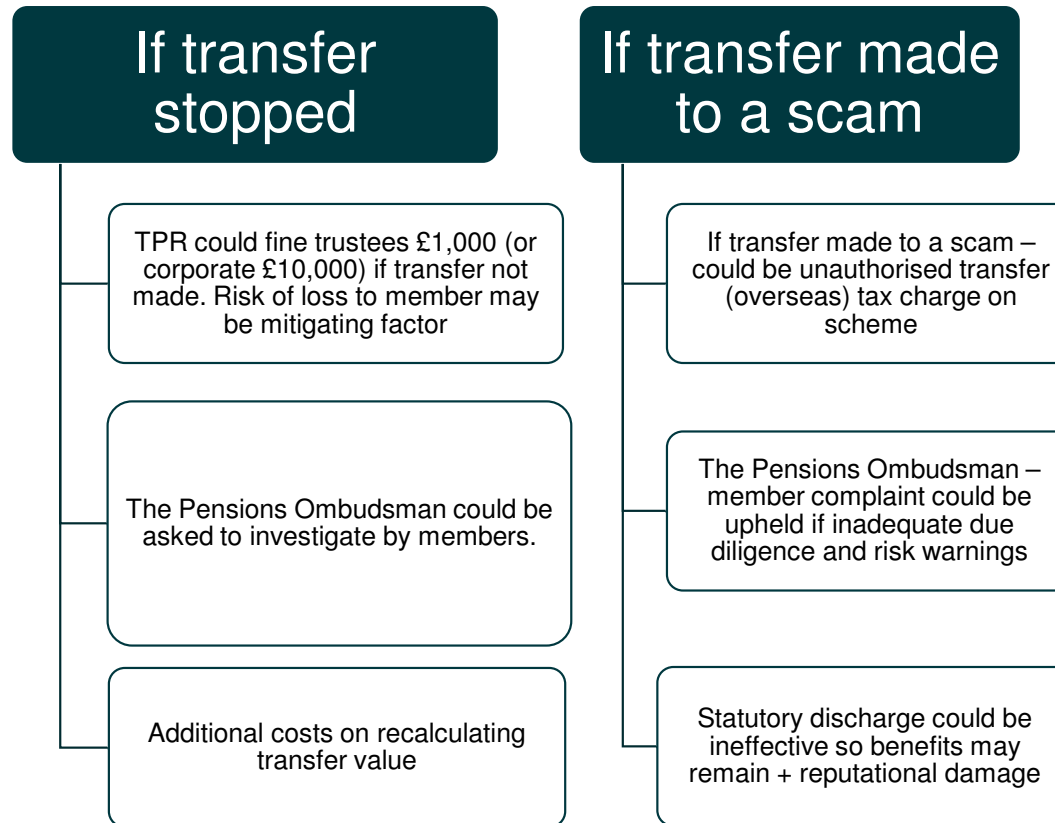 If transfer
stopped
TPR could fine trustees £1,000 (or
corporate £10,000) if transfer not
made. Risk of loss to member may
be mitigating factor
The Pensions Ombudsman could be
asked to investigate by members.
Additional costs on recalculating
transfer value
If transfer made
to a scam
If transfer made to a scam –
could be unauthorised transfer
(overseas) tax charge on
scheme
The Pensions Ombudsman –
member complaint could be
upheld if inadequate due
diligence and risk warnings
Statutory discharge could be
ineffective so benefits may
remain + reputational damage